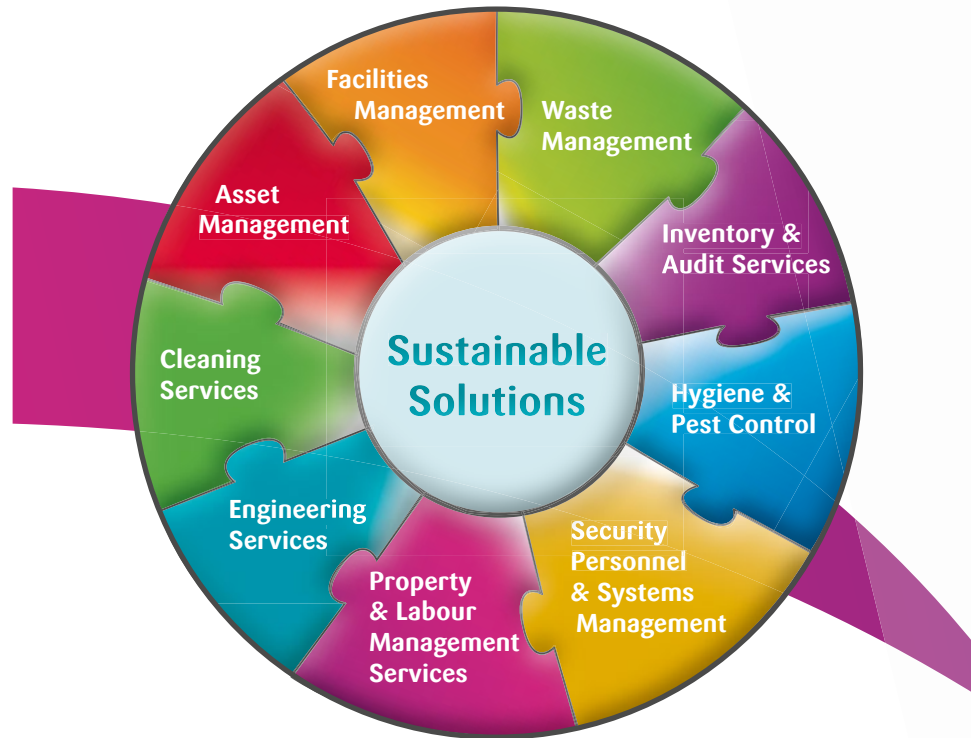 Facilities
Management
Waste
Management
Asset
Management
Inventory &
Audit Services
Sustainable
Solutions
Cleaning
Services
Hygiene &
Pest Control
Engineering
Services
Security
Personnel
& Systems
Management
Property
& Labour
Management
Services